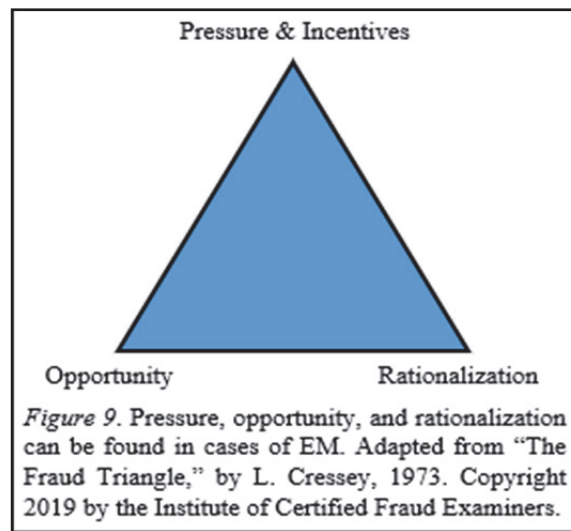 Pressure & Incentives
Opportunity
Rationalization
Figure 9. Pressure, opportunity, and rationalization
can be found in cases of EM. Adapted from “The
Fraud Triangle,” by L. Cressey, 1973. Copyright
2019 by the Institute of Certified Fraud Examiners.